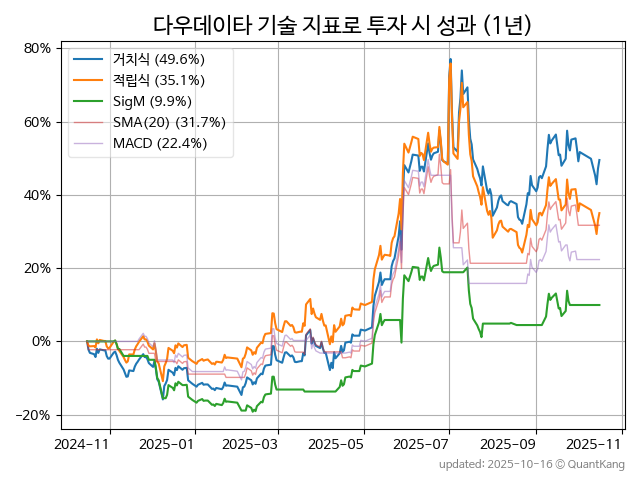 다우데이타 기술 지표로 투자 시 성과 (1년)
거치식 (49.6%)
적립식 (35.1%)
SigM (9.9%)
SMA(20) (31.7%)
MACD (22.4%)
80%
60%
40%
20%
0%
−20%
2024-11 2025-01 2025-03 2025-05 2025-07 2025-09 2025-11
updated: 2025-10-16 © QuantKang